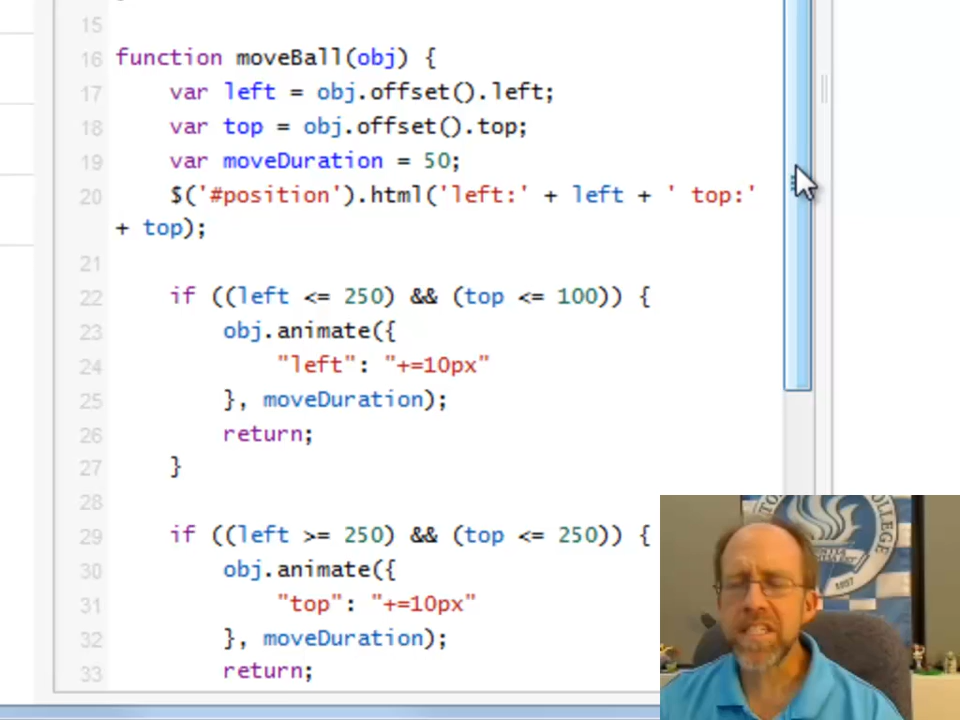 15
16 function moveBall(obj) {
17 var left = obj.offset().left;
18 var top = obj.offset().top;
19 var moveDuration = 50;
20 $('#position').html('left:' + left + ' top:'
+ top);
21
22 if ((left <= 250) && (top <= 100)) {
23 obj.animate({
24 "left": "+=10px"
25 }, moveDuration);
26 return;
27 }
28
29 if ((left >= 250) && (top <= 250)) {
30 obj.animate({
31 "top": "+=10px"
32 }, moveDuration);
33 return;
COLLEGE
1897